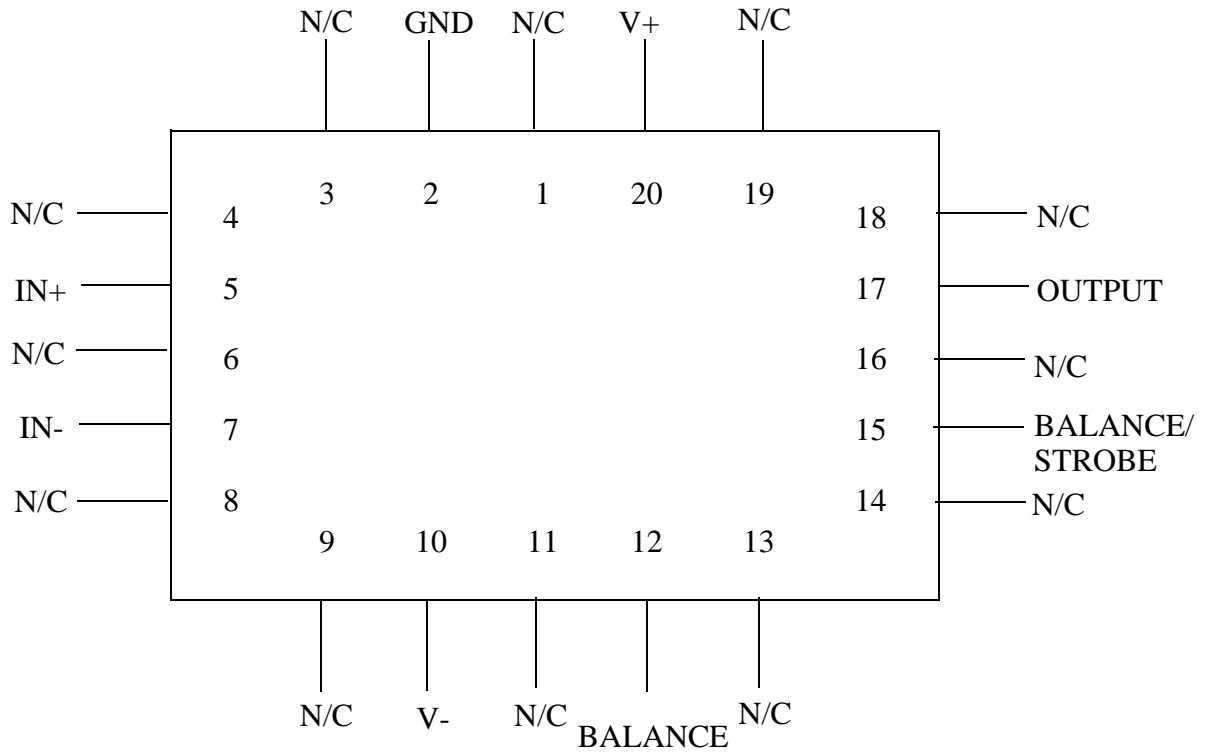 N/C GND N/C V+ N/C
3 2 1 20 19
N/C 4 18 N/C
IN+ 5 17 OUTPUT
N/C 6 16 N/C
IN- 7 15 BALANCE/
STROBE
N/C 8 14 N/C
9 10 11 12 13
N/C V- N/C BALANCE N/C